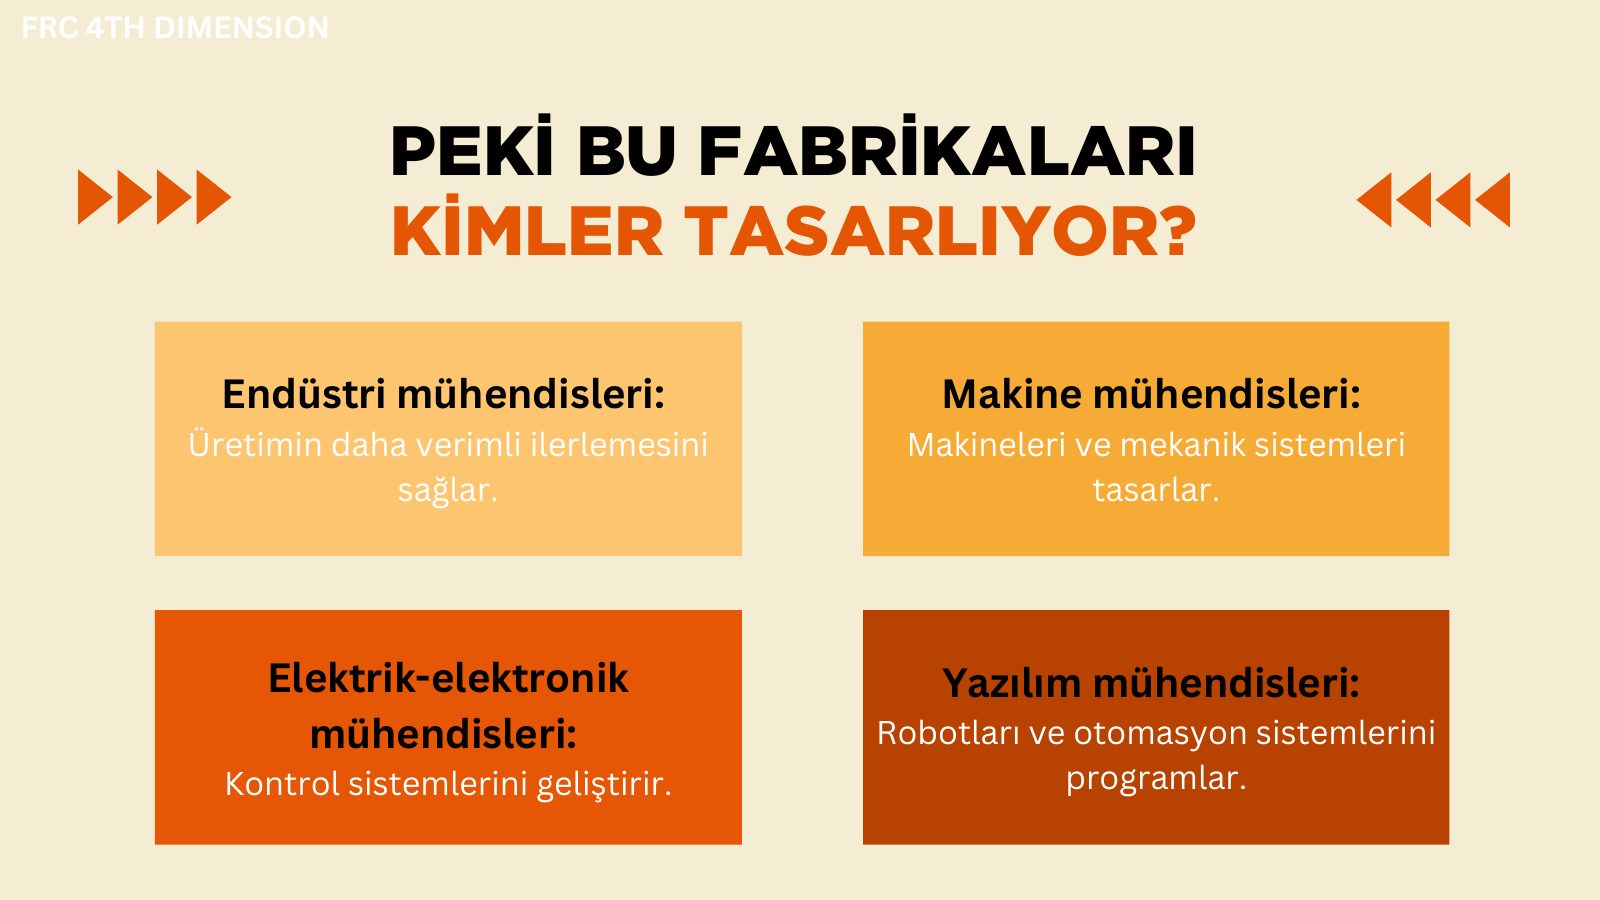 FRC 4TH DIMENSION
PEKİ BU FABRİKALARI
KİMLER TASARLIYOR?
Endüstri mühendisleri:
Üretimin daha verimli ilerlemesini
sağlar.
Makine mühendisleri:
Makineleri ve mekanik sistemleri
tasarlar.
Elektrik-elektronik
mühendisleri:
Kontrol sistemlerini geliştirir.
Yazılım mühendisleri:
Robotları ve otomasyon sistemlerini
programlar.